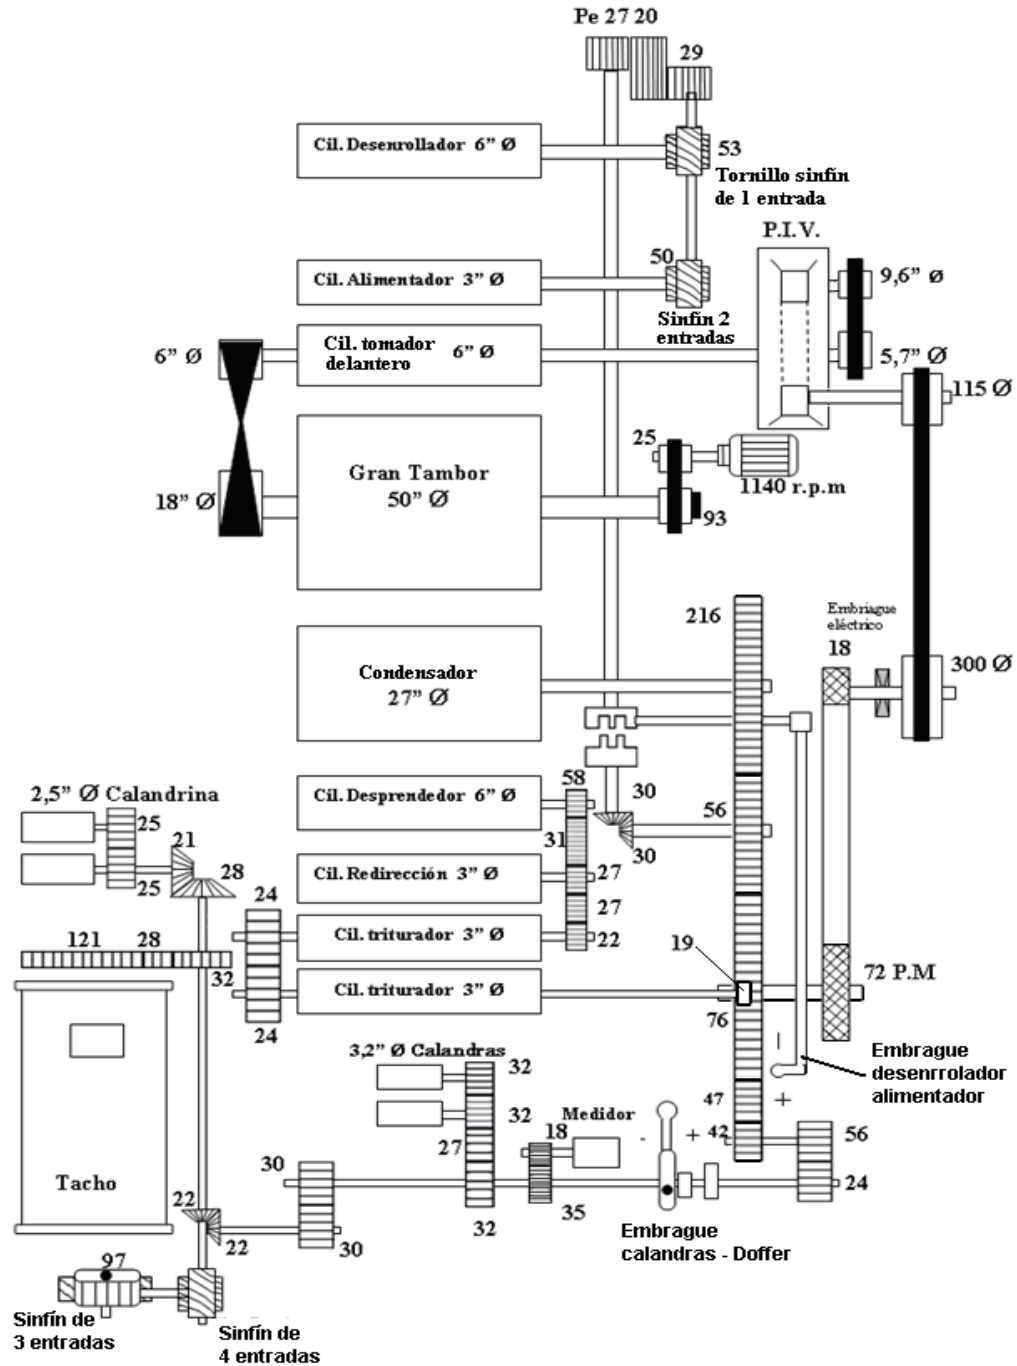 Pe 27 20
29
Cil. Desenrollador 6" Ø
53
Tornillo sinfín
de 1 entrada
P.I.V.
50
Cil. Alimentador 3" Ø
9,6" ø
Sinfín 2
entradas
6" Ø
Cil. tomador
delantero
6" Ø
5,7" Ø
115 Ø
25
Gran Tambor
50" Ø
1140 r.p.m
18" Ø
93
216
Embriague
eléctrico
18
Condensador
27" Ø
300 Ø
58
30
56
2,5" Ø Calandrina
Cil. Desprendedor 6" Ø
25
21
31
30
28
25
Cil. Redirección 3" Ø
27
24
27
121
28
Cil. triturador 3" Ø
22
19
32
72 P.M
Cil. triturador 3" Ø
76
24
3,2" Ø Calandras
32
Embrague
desenrrolador
alimentador
-
+
47
32
Medidor
18
-
+
42
56
27
Tacho
30
24
22
35
32
22
30
Embrague
calandras - Doffer
97
Sinfín de
3 entradas
Sinfín de
4 entradas